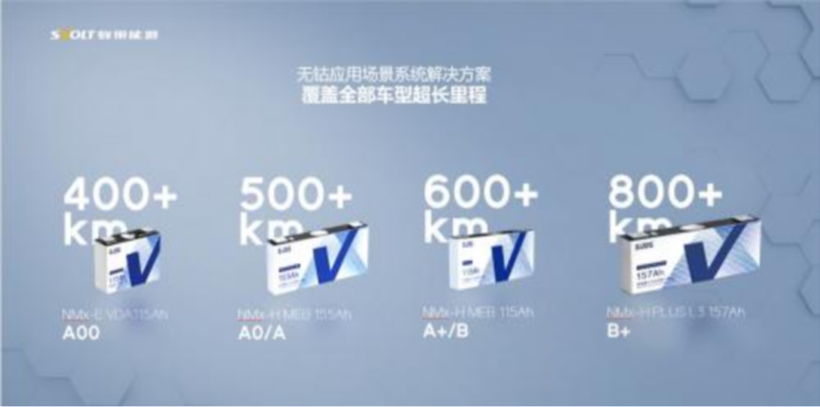 SVOLT蜂巢能源
无钴应用场景系统解决方案
覆盖全部车型超长里程
400+
km
500+
km
600+
km
800+
km
157Ah
NMx-E VDA115Ah
A00
NMx-H MEB 155Ah
A0/A
NMx-H MEB 115Ah
A+/B
NMx-H PLUS L3 157Ah
B+